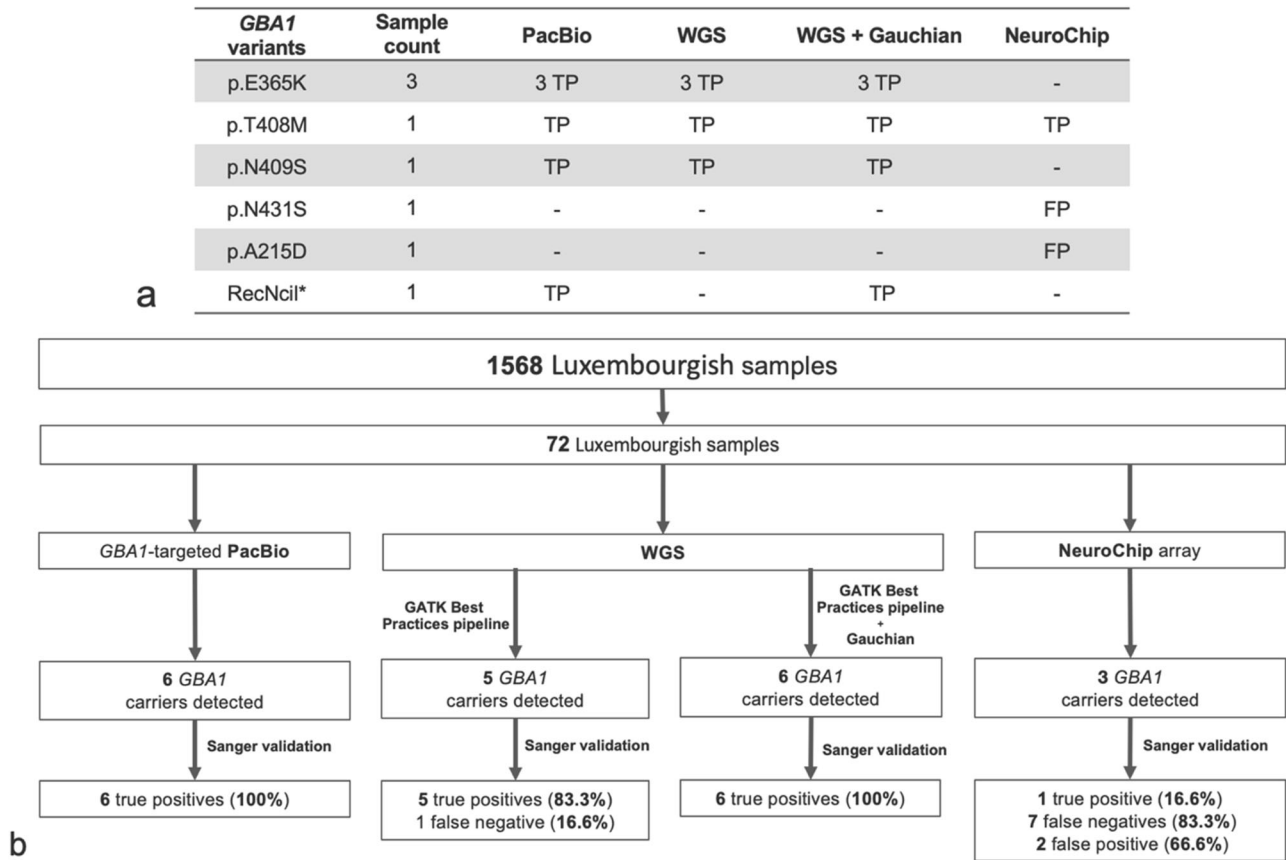 GBA1 variants Sample count PacBio WGS WGS + Gauchian NeuroChip
p.E365K 3 3 TP 3 TP 3 TP -
p.T408M 1 TP TP TP TP
p.N409S 1 TP TP TP -
p.N431S 1 - - - FP
p.A215D 1 - - - FP
RecNcil* 1 TP - TP -
a
1568 Luxembourgish samples
72 Luxembourgish samples
GBA1-targeted PacBio
WGS
NeuroChip array
GATK Best
Practices pipeline
GATK Best
Practices pipeline
+
Gauchian
6 GBA1
carriers detected
5 GBA1
carriers detected
6 GBA1
carriers detected
3 GBA1
carriers detected
Sanger validation
Sanger validation
Sanger validation
Sanger validation
6 true positives (100%)
5 true positives (83.3%)
1 false negative (16.6%)
6 true positives (100%)
1 true positive (16.6%)
7 false negatives (83.3%)
2 false positive (66.6%)
b